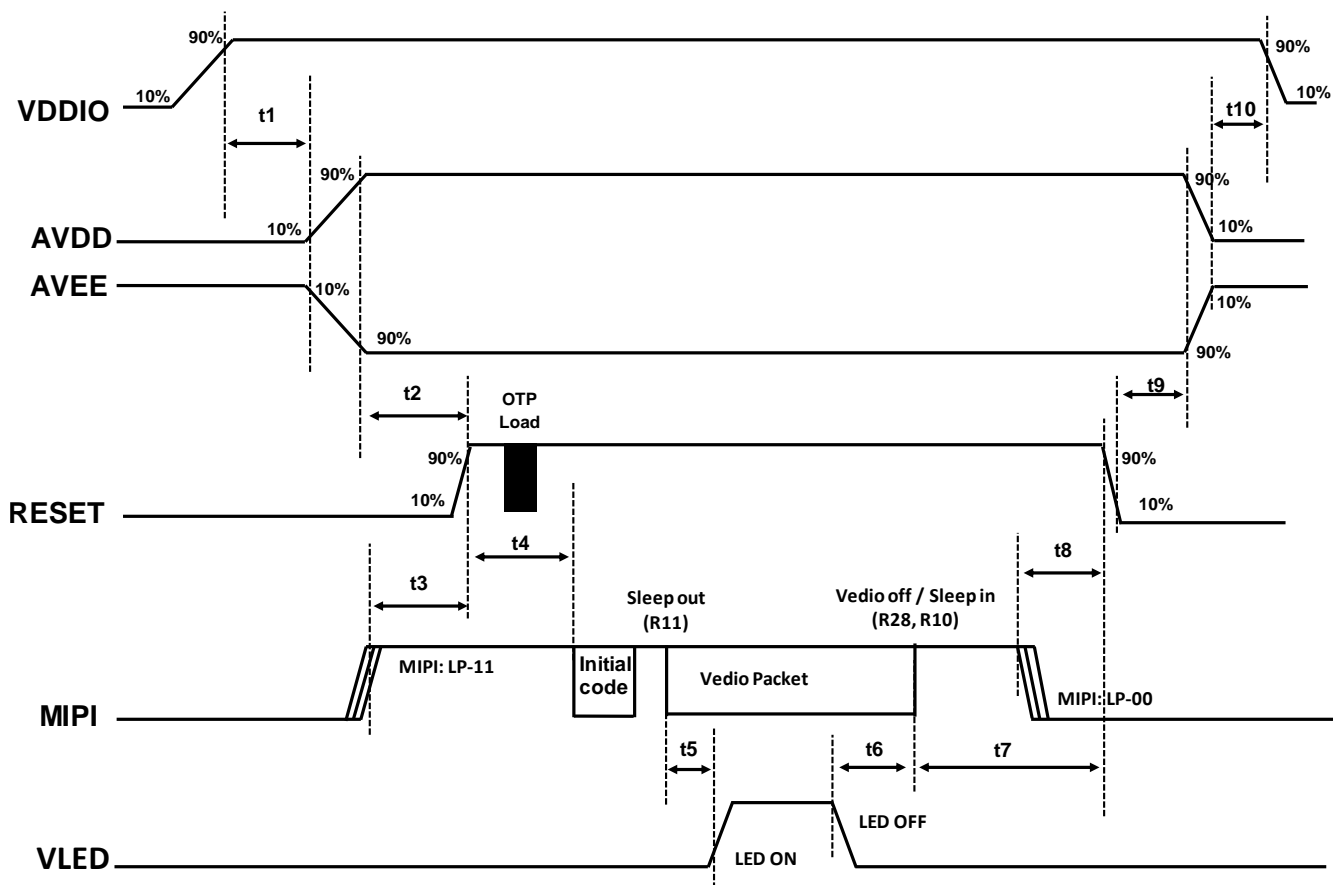 90%
90%
10%
10%
VDDIO
t1
t10
90%
90%
10%
10%
AVDD
AVEE
10%
10%
90%
90%
t2
OTP
Load
t9
90%
90%
10%
10%
RESET
t4
t8
t3
Sleep out
(R11)
Vedio off / Sleep in
(R28, R10)
MIPI: LP-11
Initial
code
Vedio Packet
MIPI: LP-00
MIPI
t5
t6
t7
LED OFF
LED ON
VLED